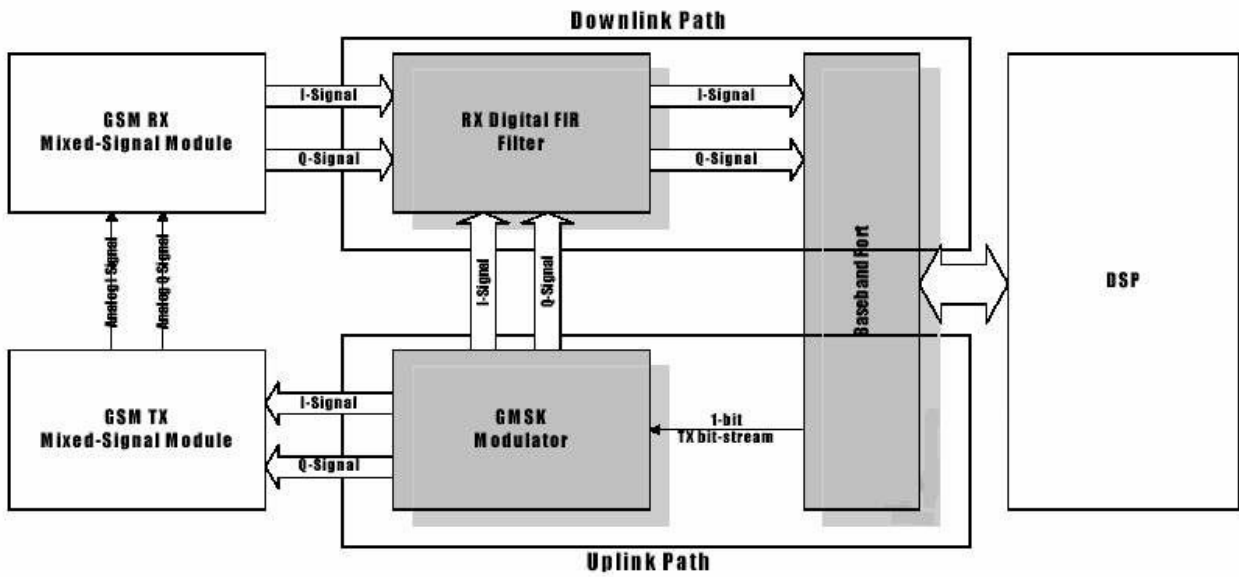 Downlink Path
I-Signal
I-Signal
GSM RX
Mixed-Signal Module
RX Digital FIR
Filter
Q-Signal
Q-Signal
Analog I Signal
Analog Q Signal
I-Signal
Q-Signal
Baseband Port
DSP
I-Signal
GSM TX
Mixed-Signal Module
GMSK
Modulator
1-bit
TX bit-stream
Q-Signal
Uplink Path